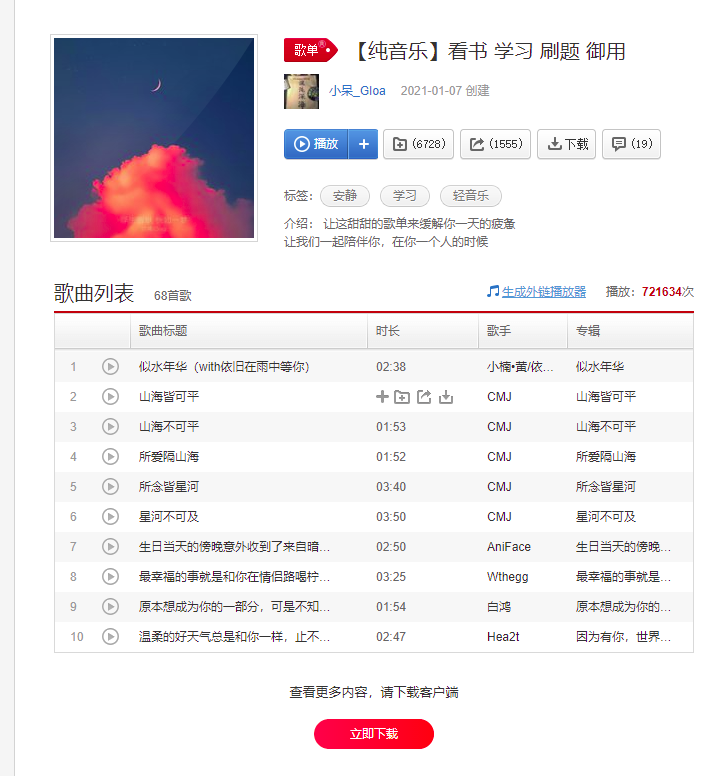 歌单 【纯音乐】看书 学习 刷题 御用
小呆_Gloa 2021-01-07 创建
播放 (6728) (1555) 下载 (19)
标签： 安静 学习 轻音乐
介绍： 让这甜甜的歌单来缓解你一天的疲惫
让我们一起陪伴你，在你一个人的时候
歌曲列表 68首歌 生成外链播放器 播放：721634次
歌曲标题 时长 歌手 专辑
1 似水年华（with依旧在雨中等你） 02:38 小楠•黄/依... 似水年华
2 山海皆可平 CMJ 山海皆可平
3 山海不可平 01:53 CMJ 山海不可平
4 所爱隔山海 01:52 CMJ 所爱隔山海
5 所念皆星河 03:40 CMJ 所念皆星河
6 星河不可及 03:50 CMJ 星河不可及
7 生日当天的傍晚意外收到了来自暗... 02:50 AniFace 生日当天的傍晚...
8 最幸福的事就是和你在情侣路喝柠... 03:25 Wthegg 最幸福的事就是...
9 原本想成为你的一部分，可是不知... 01:54 白鸿 原本想成为你的...
10 温柔的好天气总是和你一样，止不... 02:47 Hea2t 因为有你，世界...
查看更多内容，请下载客户端
立即下载